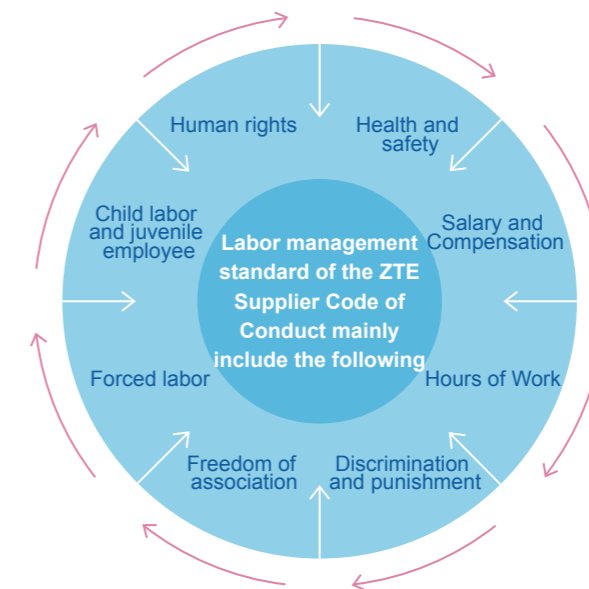 Human rights
Health and
safety
Child labor
and juvenile
employee
Labor management
standard of the ZTE
Supplier Code of
Conduct mainly
include the following
Salary and
Compensation
Forced labor
Hours of Work
Freedom of
association
Discrimination
and punishment